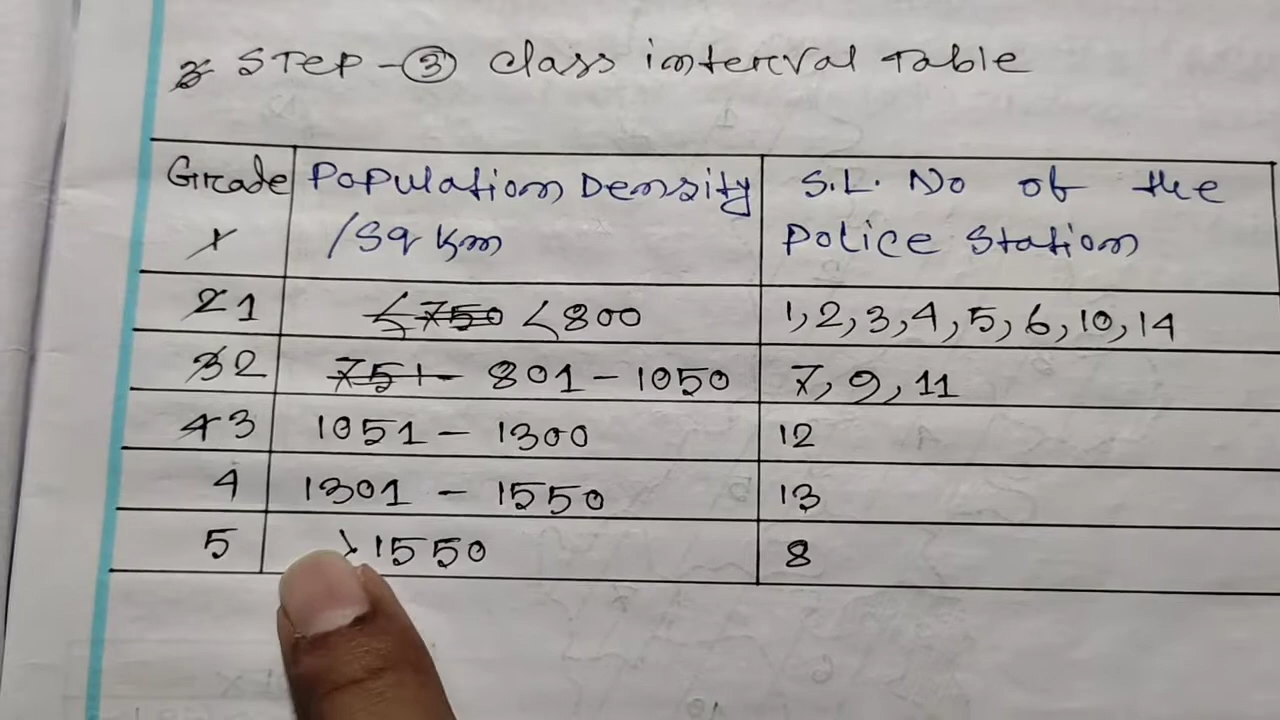 STEP - ③ class interval Table
Grade Population Density S.L. No of the
/Sq Km Police Station
1 <750 <800 1, 2, 3, 4, 5, 6, 10, 14
2 751 - 801 - 1050 7, 9, 11
3 1051 - 1300 12
4 1301 - 1550 13
5 >1550 8